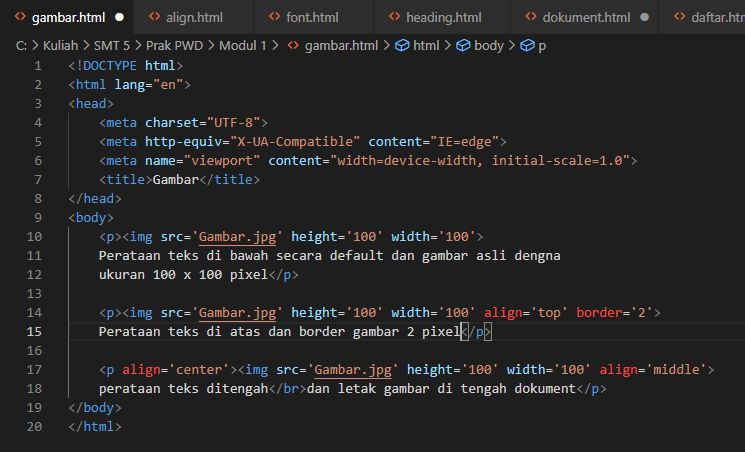 gambar.html align.html font.html heading.html dokument.html daftar.htm
C: > Kuliah > SMT 5 > Prak PWD > Modul 1 > gambar.html > html > body > p
1 <!DOCTYPE html>
2 <html lang="en">
3 <head>
4 <meta charset="UTF-8">
5 <meta http-equiv="X-UA-Compatible" content="IE=edge">
6 <meta name="viewport" content="width=device-width, initial-scale=1.0">
7 <title>Gambar</title>
8 </head>
9 <body>
10 <p><img src='Gambar.jpg' height='100' width='100'>
11 Perataan teks di bawah secara default dan gambar asli dengna
12 ukuran 100 x 100 pixel</p>
13
14 <p><img src='Gambar.jpg' height='100' width='100' align='top' border='2'>
15 Perataan teks di atas dan border gambar 2 pixel</p>
16
17 <p align='center'><img src='Gambar.jpg' height='100' width='100' align='middle'>
18 perataan teks ditengah</br>dan letak gambar di tengah dokument</p>
19 </body>
20 </html>